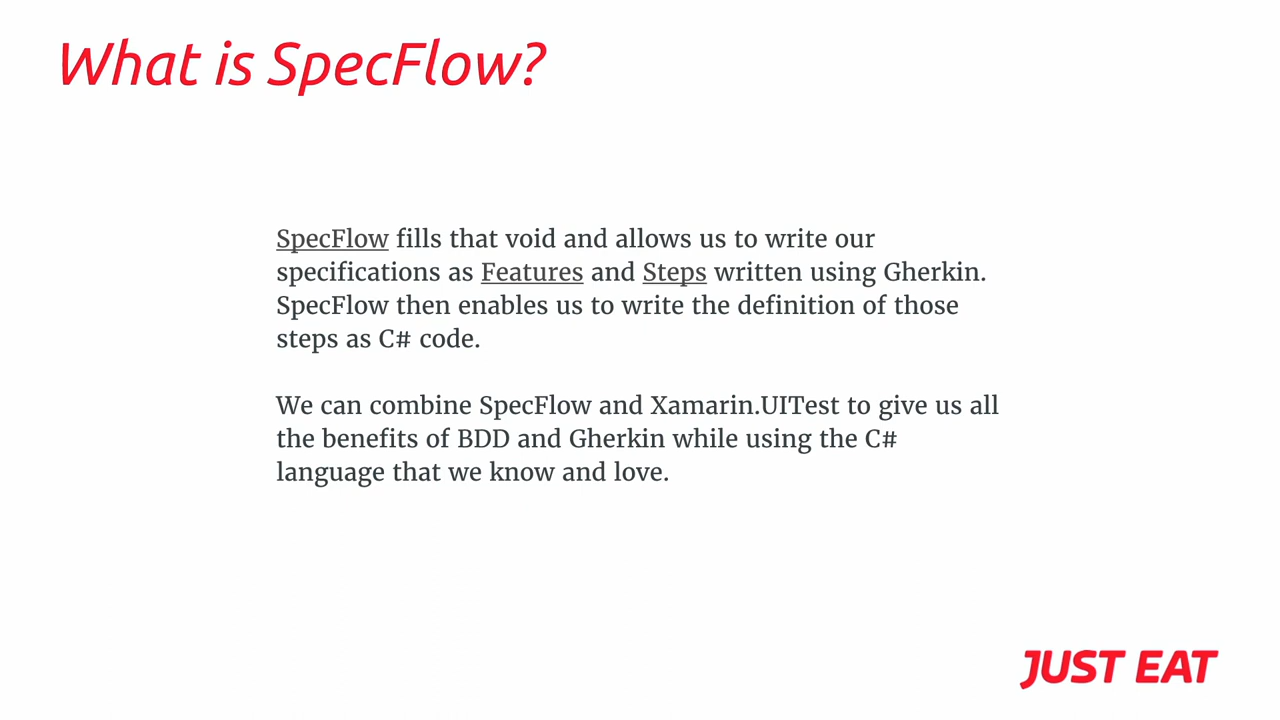 What is SpecFlow?
SpecFlow fills that void and allows us to write our
specifications as Features and Steps written using Gherkin.
SpecFlow then enables us to write the definition of those
steps as C# code.
We can combine SpecFlow and Xamarin.UITest to give us all
the benefits of BDD and Gherkin while using the C#
language that we know and love.
JUST EAT